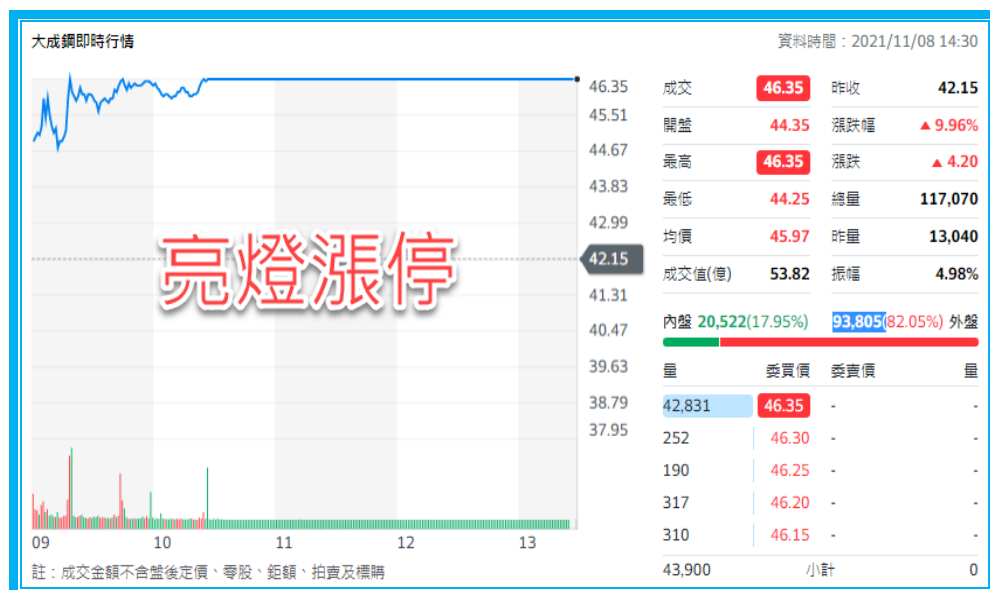 大成鋼即時行情
資料時間：2021/11/08 14:30
46.35
45.51
44.67
43.83
42.99
42.15
41.31
40.47
39.63
38.79
37.95
亮燈漲停
09 10 11 12 13
註：成交金額不含盤後定價、零股、鉅額、拍賣及標購
成交 46.35 昨收 42.15
開盤 44.35 漲跌幅 ▲ 9.96%
最高 46.35 漲跌 ▲ 4.20
最低 44.25 總量 117,070
均價 45.97 昨量 13,040
成交值(億) 53.82 振幅 4.98%
內盤 20,522(17.95%) 93,805(82.05%) 外盤
量 委買價 委賣價 量
42,831 46.35 - -
252 46.30 - -
190 46.25 - -
317 46.20 - -
310 46.15 - -
43,900 小計 0